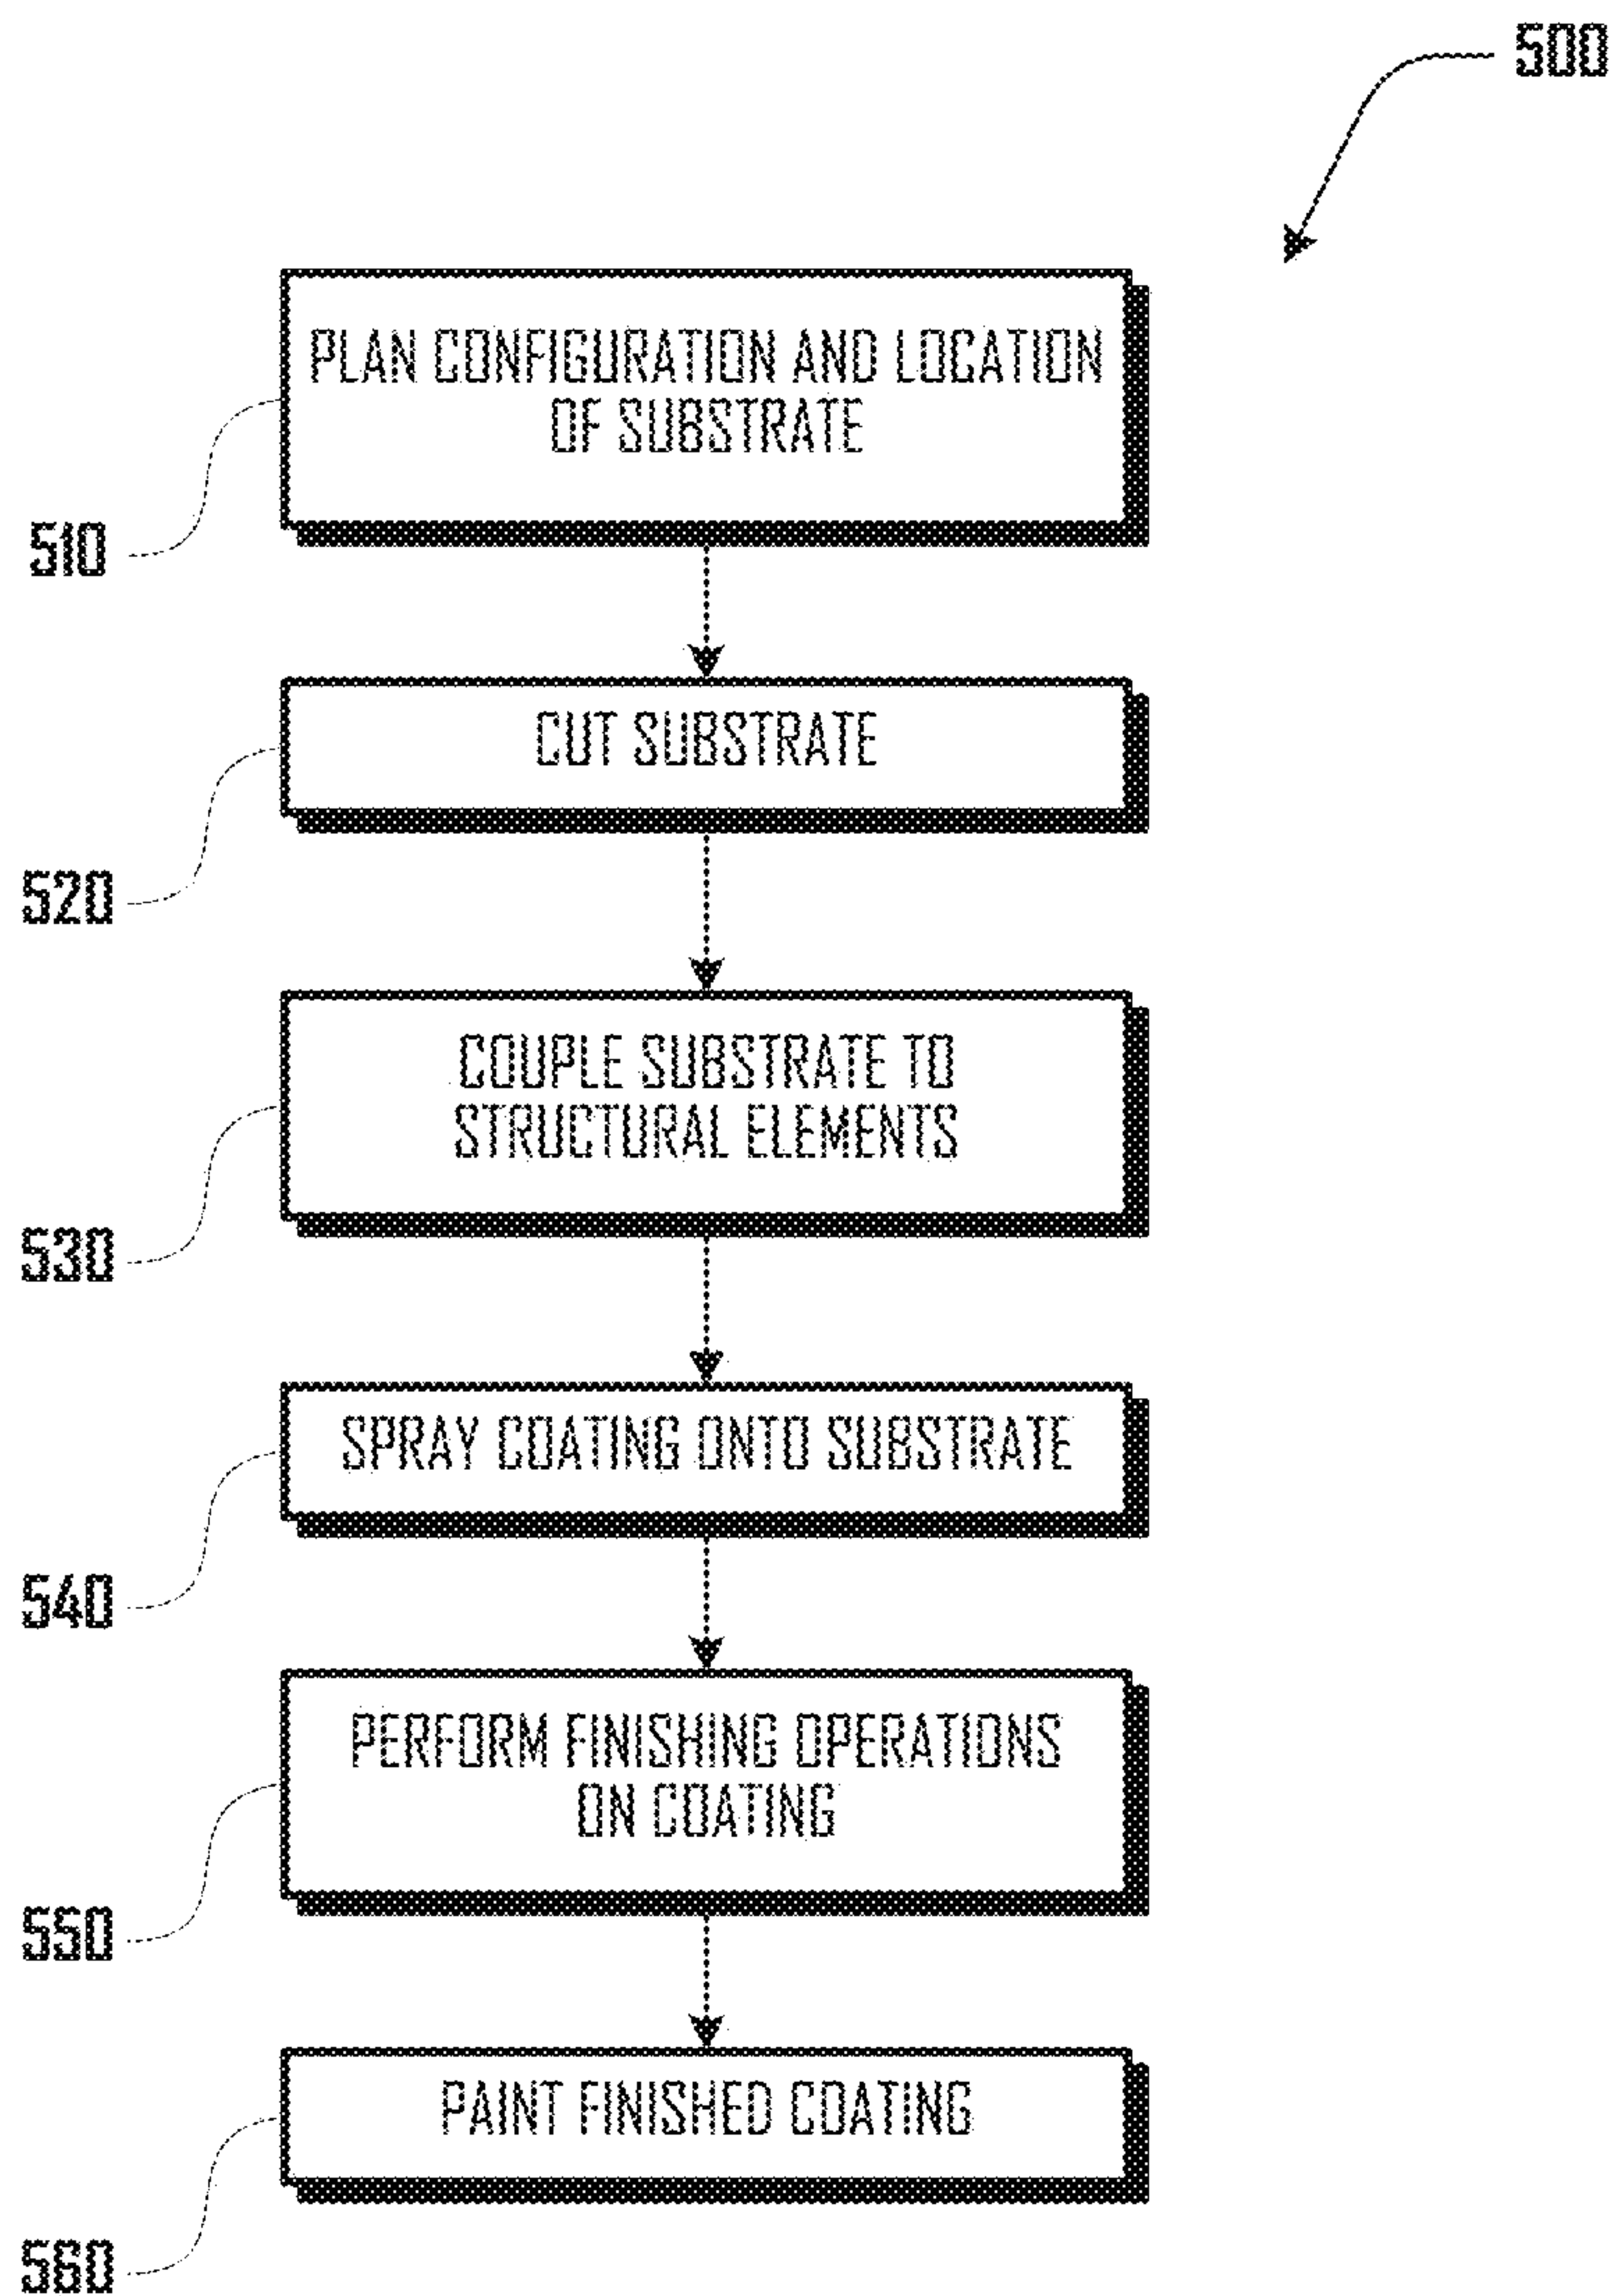 500
PLAN CONFIGURATION AND LOCATION
OF SUBSTRATE
510
CUT SUBSTRATE
520
COUPLE SUBSTRATE TO
STRUCTURAL ELEMENTS
530
SPRAY COATING ONTO SUBSTRATE
540
PERFORM FINISHING OPERATIONS
ON COATING
550
PAINT FINISHED COATING
560